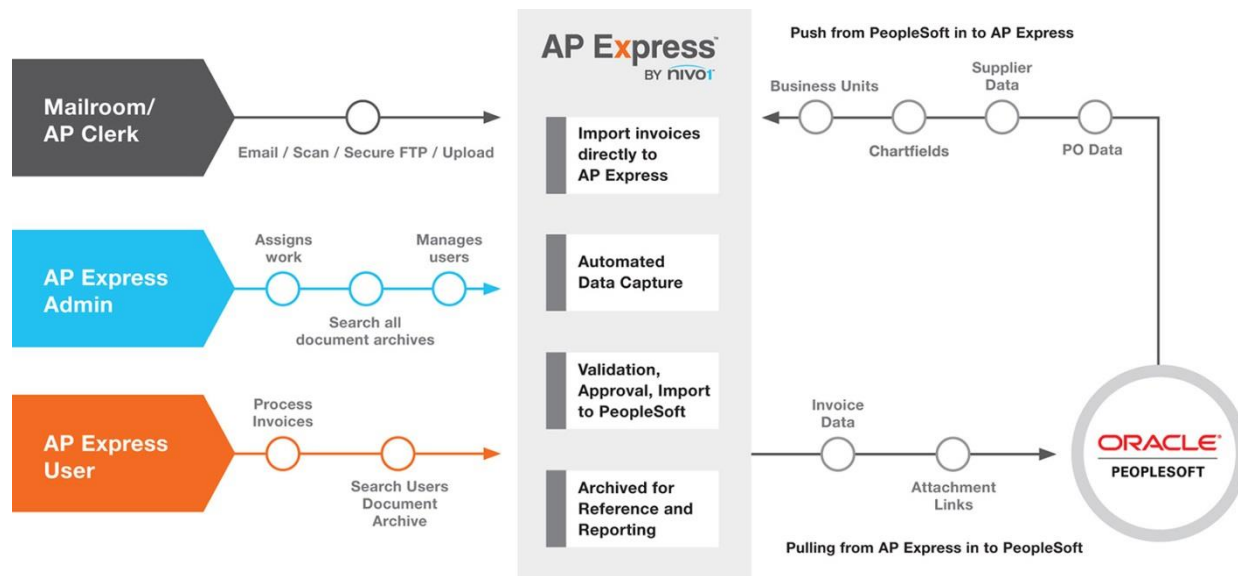 Mailroom/
AP Clerk
Email / Scan / Secure FTP / Upload
AP Express
Admin
Assigns
work
Search all
document archives
Manages
users
AP Express
User
Process
Invoices
Search Users
Document
Archive
AP Express™
BY nivo1
Import invoices
directly to
AP Express
Automated
Data Capture
Validation,
Approval, Import
to PeopleSoft
Archived for
Reference and
Reporting
Push from PeopleSoft in to AP Express
Business Units
Chartfields
Supplier
Data
PO Data
Invoice
Data
Attachment
Links
ORACLE®
PEOPLESOFT
Pulling from AP Express in to PeopleSoft